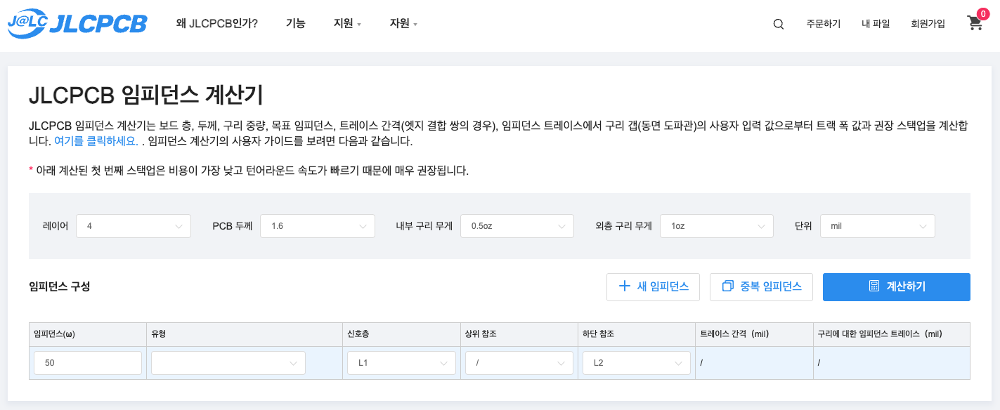 J@LC JLCPCB 왜 JLCPCB인가? 기능 지원 자원 주문하기 내 파일 회원가입 0
JLCPCB 임피던스 계산기
JLCPCB 임피던스 계산기는 보드 층, 두께, 구리 중량, 목표 임피던스, 트레이스 간격(엣지 결합 쌍의 경우), 임피던스 트레이스에서 구리 갭(동면 도파관)의 사용자 입력 값으로부터 트랙 폭 값과 권장 스택업을 계산합
니다. 여기를 클릭하세요. . 임피던스 계산기의 사용자 가이드를 보려면 다음과 같습니다.
* 아래 계산된 첫 번째 스택업은 비용이 가장 낮고 턴어라운드 속도가 빠르기 때문에 매우 권장됩니다.
레이어 4 PCB 두께 1.6 내부 구리 무게 0.5oz 외층 구리 무게 1oz 단위 mil
임피던스 구성 새 임피던스 중복 임피던스 계산하기
임피던스(ω) 유형 신호층 상위 참조 하단 참조 트레이스 간격 (mil) 구리에 대한 임피던스 트레이스 (mil)
50 L1 / L2 / /